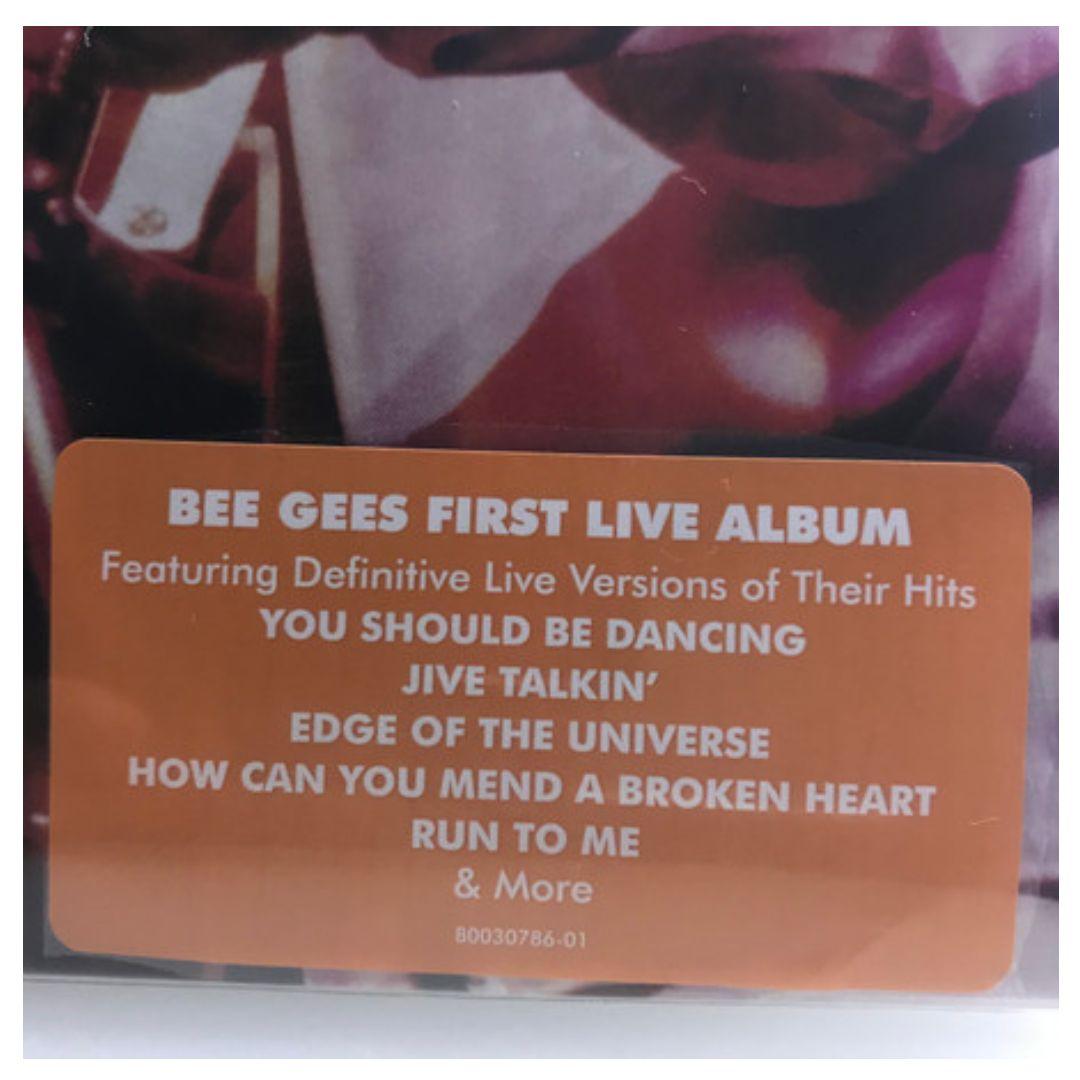 BEE GEES FIRST LIVE ALBUM
Featuring Definitive Live Versions of Their Hits
YOU SHOULD BE DANCING
JIVE TALKIN'
EDGE OF THE UNIVERSE
HOW CAN YOU MEND A BROKEN HEART
RUN TO ME
& More
80030786-01